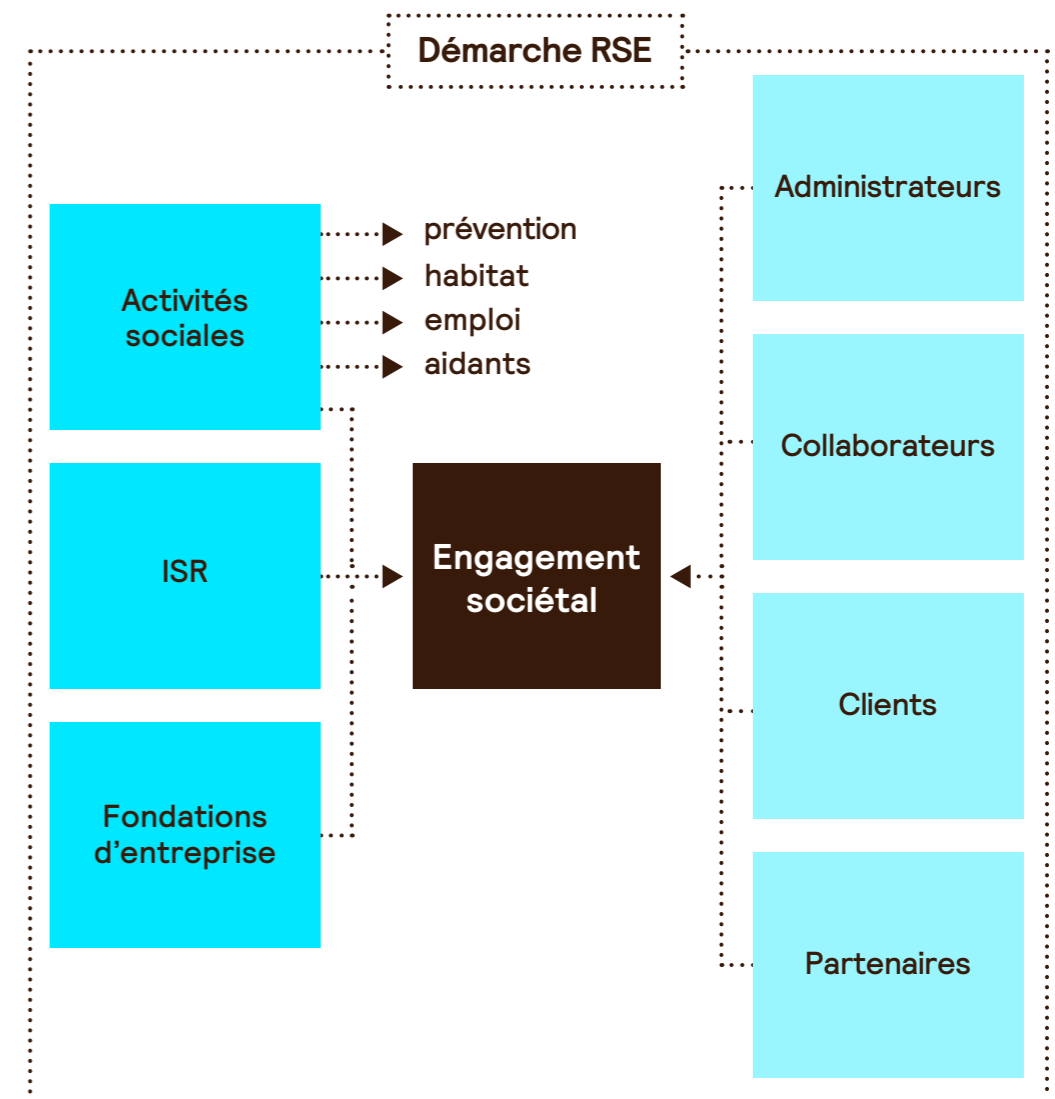 Démarche RSE
Activités
sociales
prévention
habitat
emploi
aidants
ISR
Fondations
d’entreprise
Engagement
sociétal
Administrateurs
Collaborateurs
Clients
Partenaires